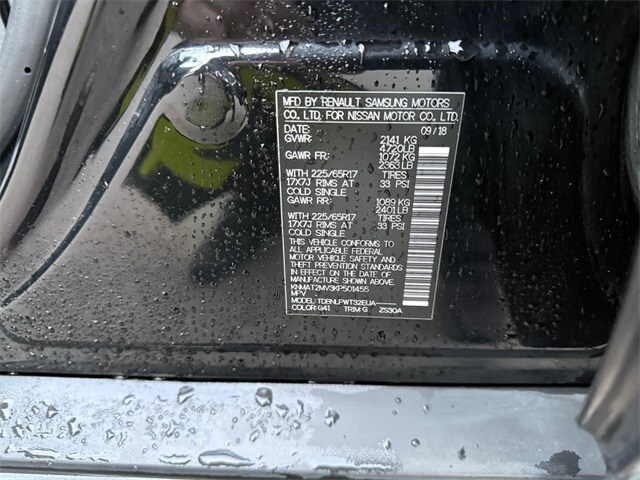 MFD BY RENAULT SAMSUNG MOTORS
CO., LTD. FOR NISSAN MOTOR CO., LTD.
DATE: 09/18
GVWR: 2141 KG
4720LB
GAWR FR: 1072 KG
2363 LB
WITH 225/65R17 TIRES
17X7J RIMS AT 33 PSI
COLD SINGLE
GAWR RR: 1089 KG
2401 LB
WITH 225/65R17 TIRES
17X7J RIMS AT 33 PSI
COLD SINGLE
THIS VEHICLE CONFORMS TO
ALL APPLICABLE FEDERAL
MOTOR VEHICLE SAFETY AND
THEFT PREVENTION STANDARDS
IN EFFECT ON THE DATE OF
MANUFACTURE SHOWN ABOVE.
KNMAT2MV3KP501455
MPV
MODEL: TDBNLPWT32EUA-----
COLOR: G41 TRIM: G ZS30A